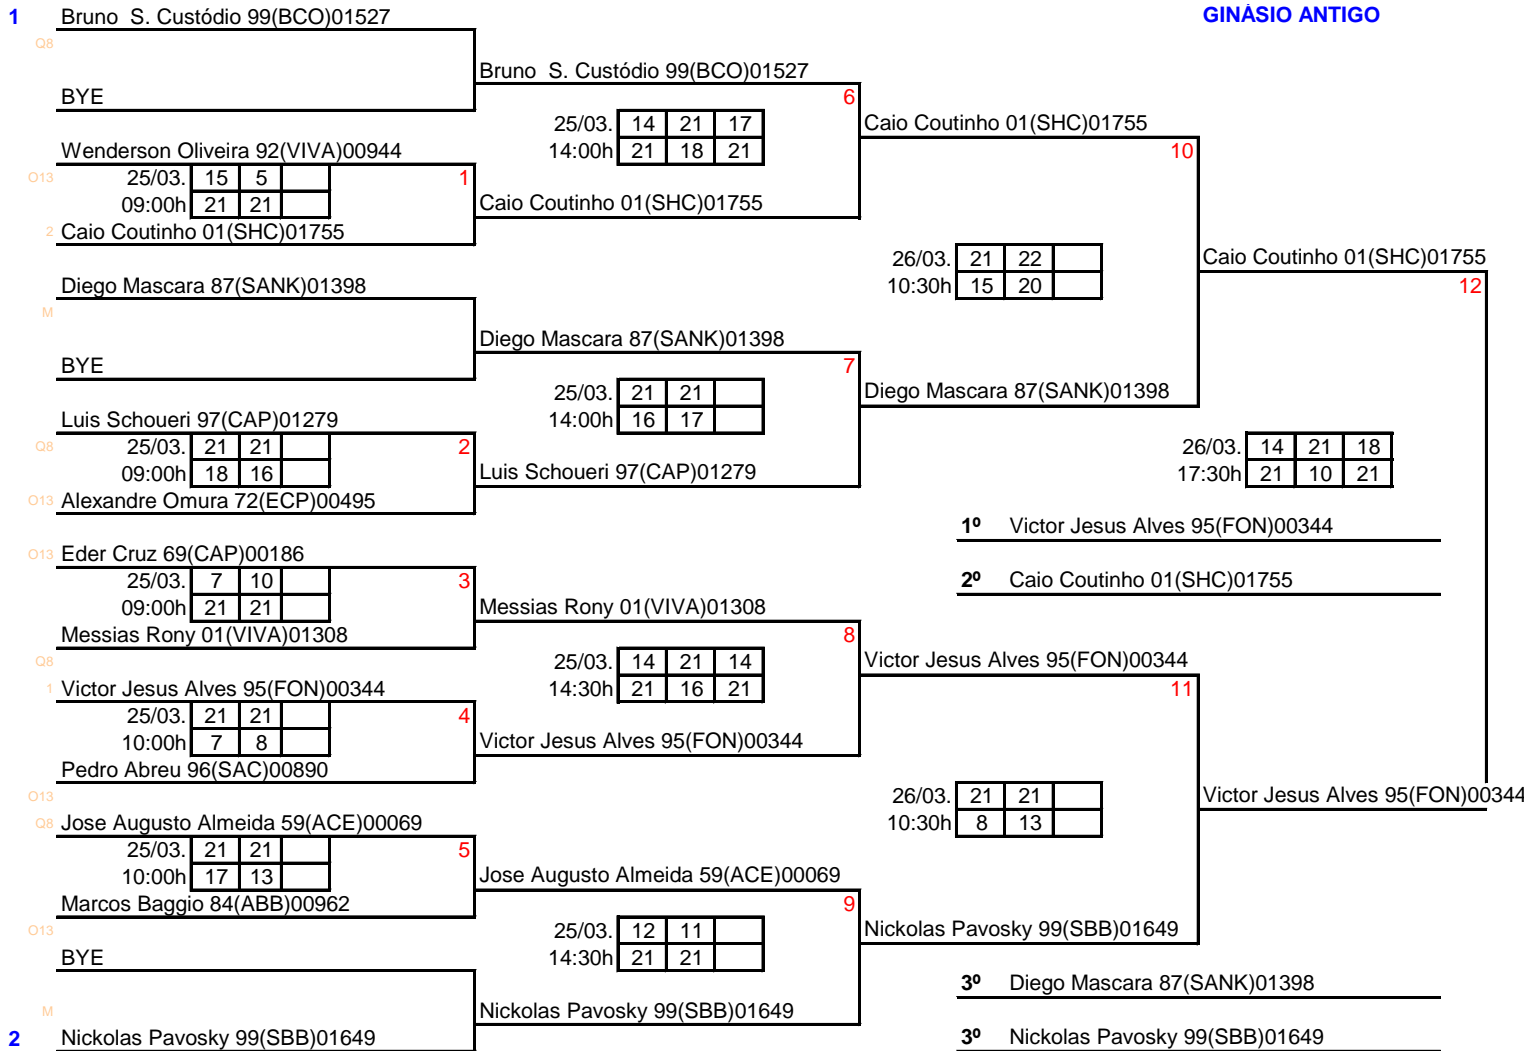 1 Bruno S. Custódio 99(BCO)01527 GINÁSIO ANTIGO
Q8
Bruno S. Custódio 99(BCO)01527
BYE 6
25/03. 14 21 17 Caio Coutinho 01(SHC)01755
Wenderson Oliveira 92(VIVA)00944 14:00h 21 18 21 10
O13 25/03. 15 5 1
09:00h 21 21 Caio Coutinho 01(SHC)01755
2 Caio Coutinho 01(SHC)01755
26/03. 21 22 Caio Coutinho 01(SHC)01755
Diego Mascara 87(SANK)01398 10:30h 15 20 12
M
Diego Mascara 87(SANK)01398
BYE 7
25/03. 21 21 Diego Mascara 87(SANK)01398
Luis Schoueri 97(CAP)01279 14:00h 16 17
Q8 25/03. 21 21 2 26/03. 14 21 18
09:00h 18 16 Luis Schoueri 97(CAP)01279 17:30h 21 10 21
O13 Alexandre Omura 72(ECP)00495
1º Victor Jesus Alves 95(FON)00344
O13 Eder Cruz 69(CAP)00186
25/03. 7 10 3 2º Caio Coutinho 01(SHC)01755
09:00h 21 21 Messias Rony 01(VIVA)01308
Messias Rony 01(VIVA)01308 8
Q8 25/03. 14 21 14 Victor Jesus Alves 95(FON)00344
1 Victor Jesus Alves 95(FON)00344 14:30h 21 16 21 11
25/03. 21 21 4
10:00h 7 8 Victor Jesus Alves 95(FON)00344
Pedro Abreu 96(SAC)00890
O13 26/03. 21 21 Victor Jesus Alves 95(FON)00344
Q8 Jose Augusto Almeida 59(ACE)00069 10:30h 8 13
25/03. 21 21 5
10:00h 17 13 Jose Augusto Almeida 59(ACE)00069
Marcos Baggio 84(ABB)00962 9
O13 25/03. 12 11 Nickolas Pavosky 99(SBB)01649
BYE 14:30h 21 21
3º Diego Mascara 87(SANK)01398
M Nickolas Pavosky 99(SBB)01649
2 Nickolas Pavosky 99(SBB)01649 3º Nickolas Pavosky 99(SBB)01649